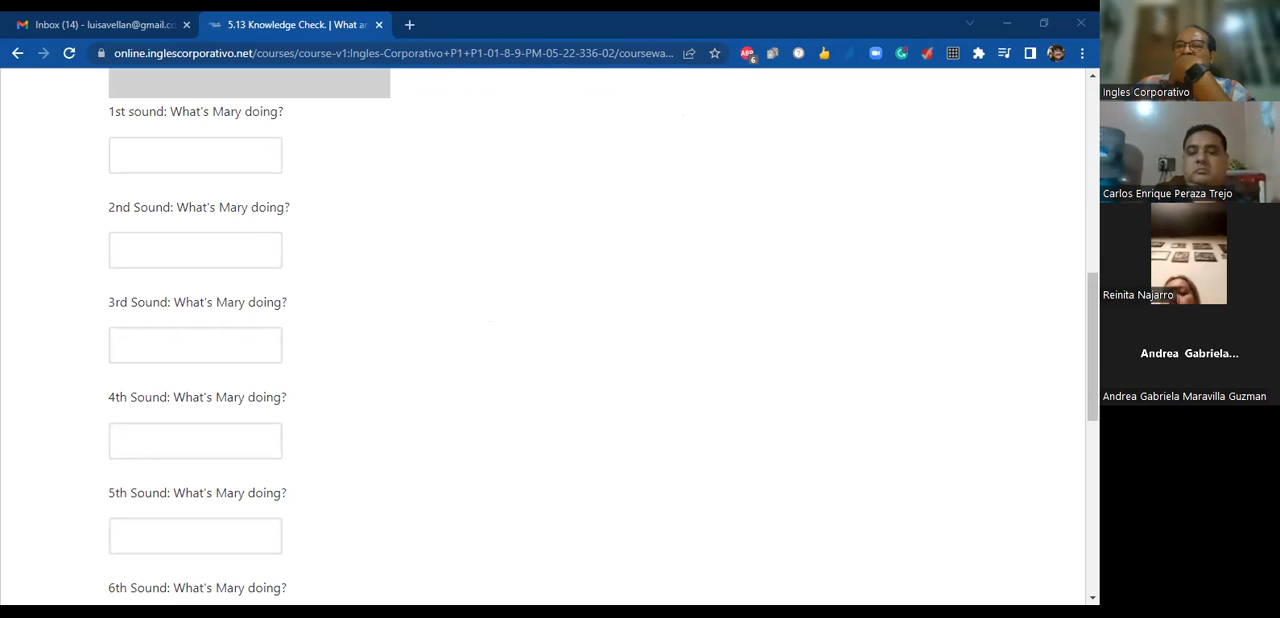 Inbox (14) - luisavellan@gmail.cc
5.13 Knowledge Check. | What ar
online.inglescorporativo.net/courses/course-v1:Ingles-Corporativo+P1+P1-01-8-9-PM-05-22-336-02/coursewa...
ABP
6
1st sound: What's Mary doing?
2nd Sound: What's Mary doing?
3rd Sound: What's Mary doing?
4th Sound: What's Mary doing?
5th Sound: What's Mary doing?
6th Sound: What's Mary doing?
Ingles Corporativo
Carlos Enrique Peraza Trejo
Reinita Najarro
Andrea Gabriela...
Andrea Gabriela Maravilla Guzman